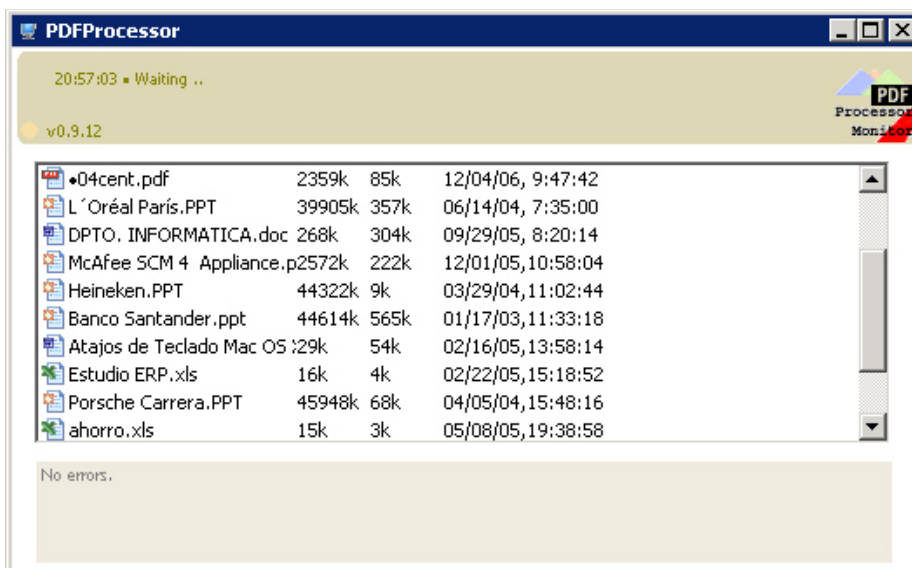 PDFProcessor
20:57:03 • Waiting ..
PDF
Processor
Monitor
v0.9.12
•04cent.pdf 2359k 85k 12/04/06, 9:47:42
L´Oréal París.PPT 39905k 357k 06/14/04, 7:35:00
DPTO. INFORMATICA.doc 268k 304k 09/29/05, 8:20:14
McAfee SCM 4 Appliance.p2572k 222k 12/01/05,10:58:04
Heineken.PPT 44322k 9k 03/29/04,11:02:44
Banco Santander.ppt 44614k 565k 01/17/03,11:33:18
Atajos de Teclado Mac OS 29k 54k 02/16/05,13:58:14
Estudio ERP.xls 16k 4k 02/22/05,15:18:52
Porsche Carrera.PPT 45948k 68k 04/05/04,15:48:16
ahorro.xls 15k 3k 05/08/05,19:38:58
No errors.